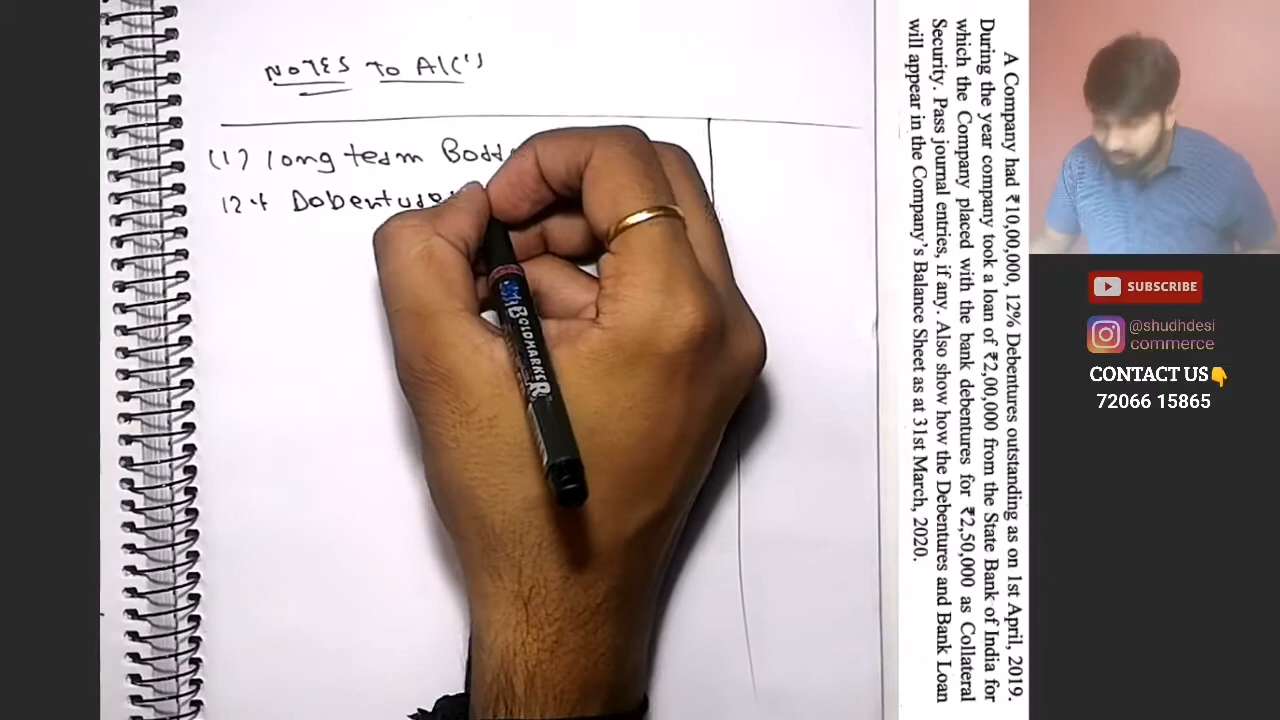 NOTES TO A/C's
(1) long term
12%
BOLDMARKER
A Company had ₹10,00,000, 12% Debentures outstanding as on 1st April, 2019.
During the year company took a loan of ₹2,00,000 from the State Bank of India for
which the Company placed with the bank debentures for ₹2,50,000 as Collateral
Security. Pass journal entries, if any. Also show how the Debentures and Bank Loan
will appear in the Company's Balance Sheet as at 31st March, 2020.
SUBSCRIBE
@shudhdesi
commerce
CONTACT US👇
72066 15865